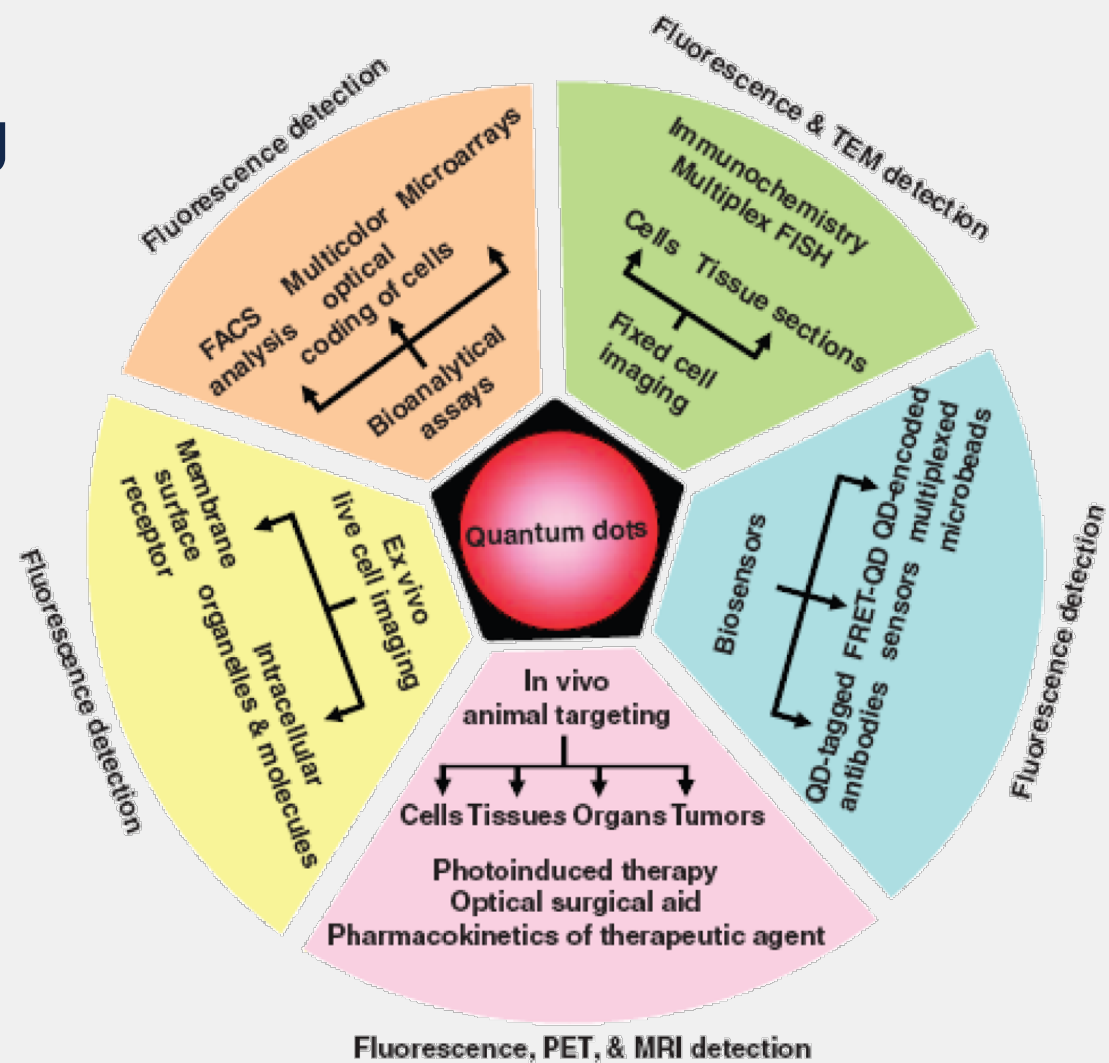 Fluorescence detection
FACS
analysis
Multicolor
optical
coding of cells
Microarrays
Bioanalytical
assays
Fluorescence & TEM detection
Immunochemistry
Multiplex FISH
Cells
Tissue sections
Fixed cell
imaging
Fluorescence detection
Biosensors
QD-encoded
multiplexed
microbeads
FRET-QD
sensors
QD-tagged
antibodies
Fluorescence, PET, & MRI detection
In vivo
animal targeting
Cells Tissues Organs Tumors
Photoinduced therapy
Optical surgical aid
Pharmacokinetics of therapeutic agent
Fluorescence detection
Ex vivo
live cell imaging
Membrane
surface
receptor
Intracellular
organelles & molecules
Quantum dots